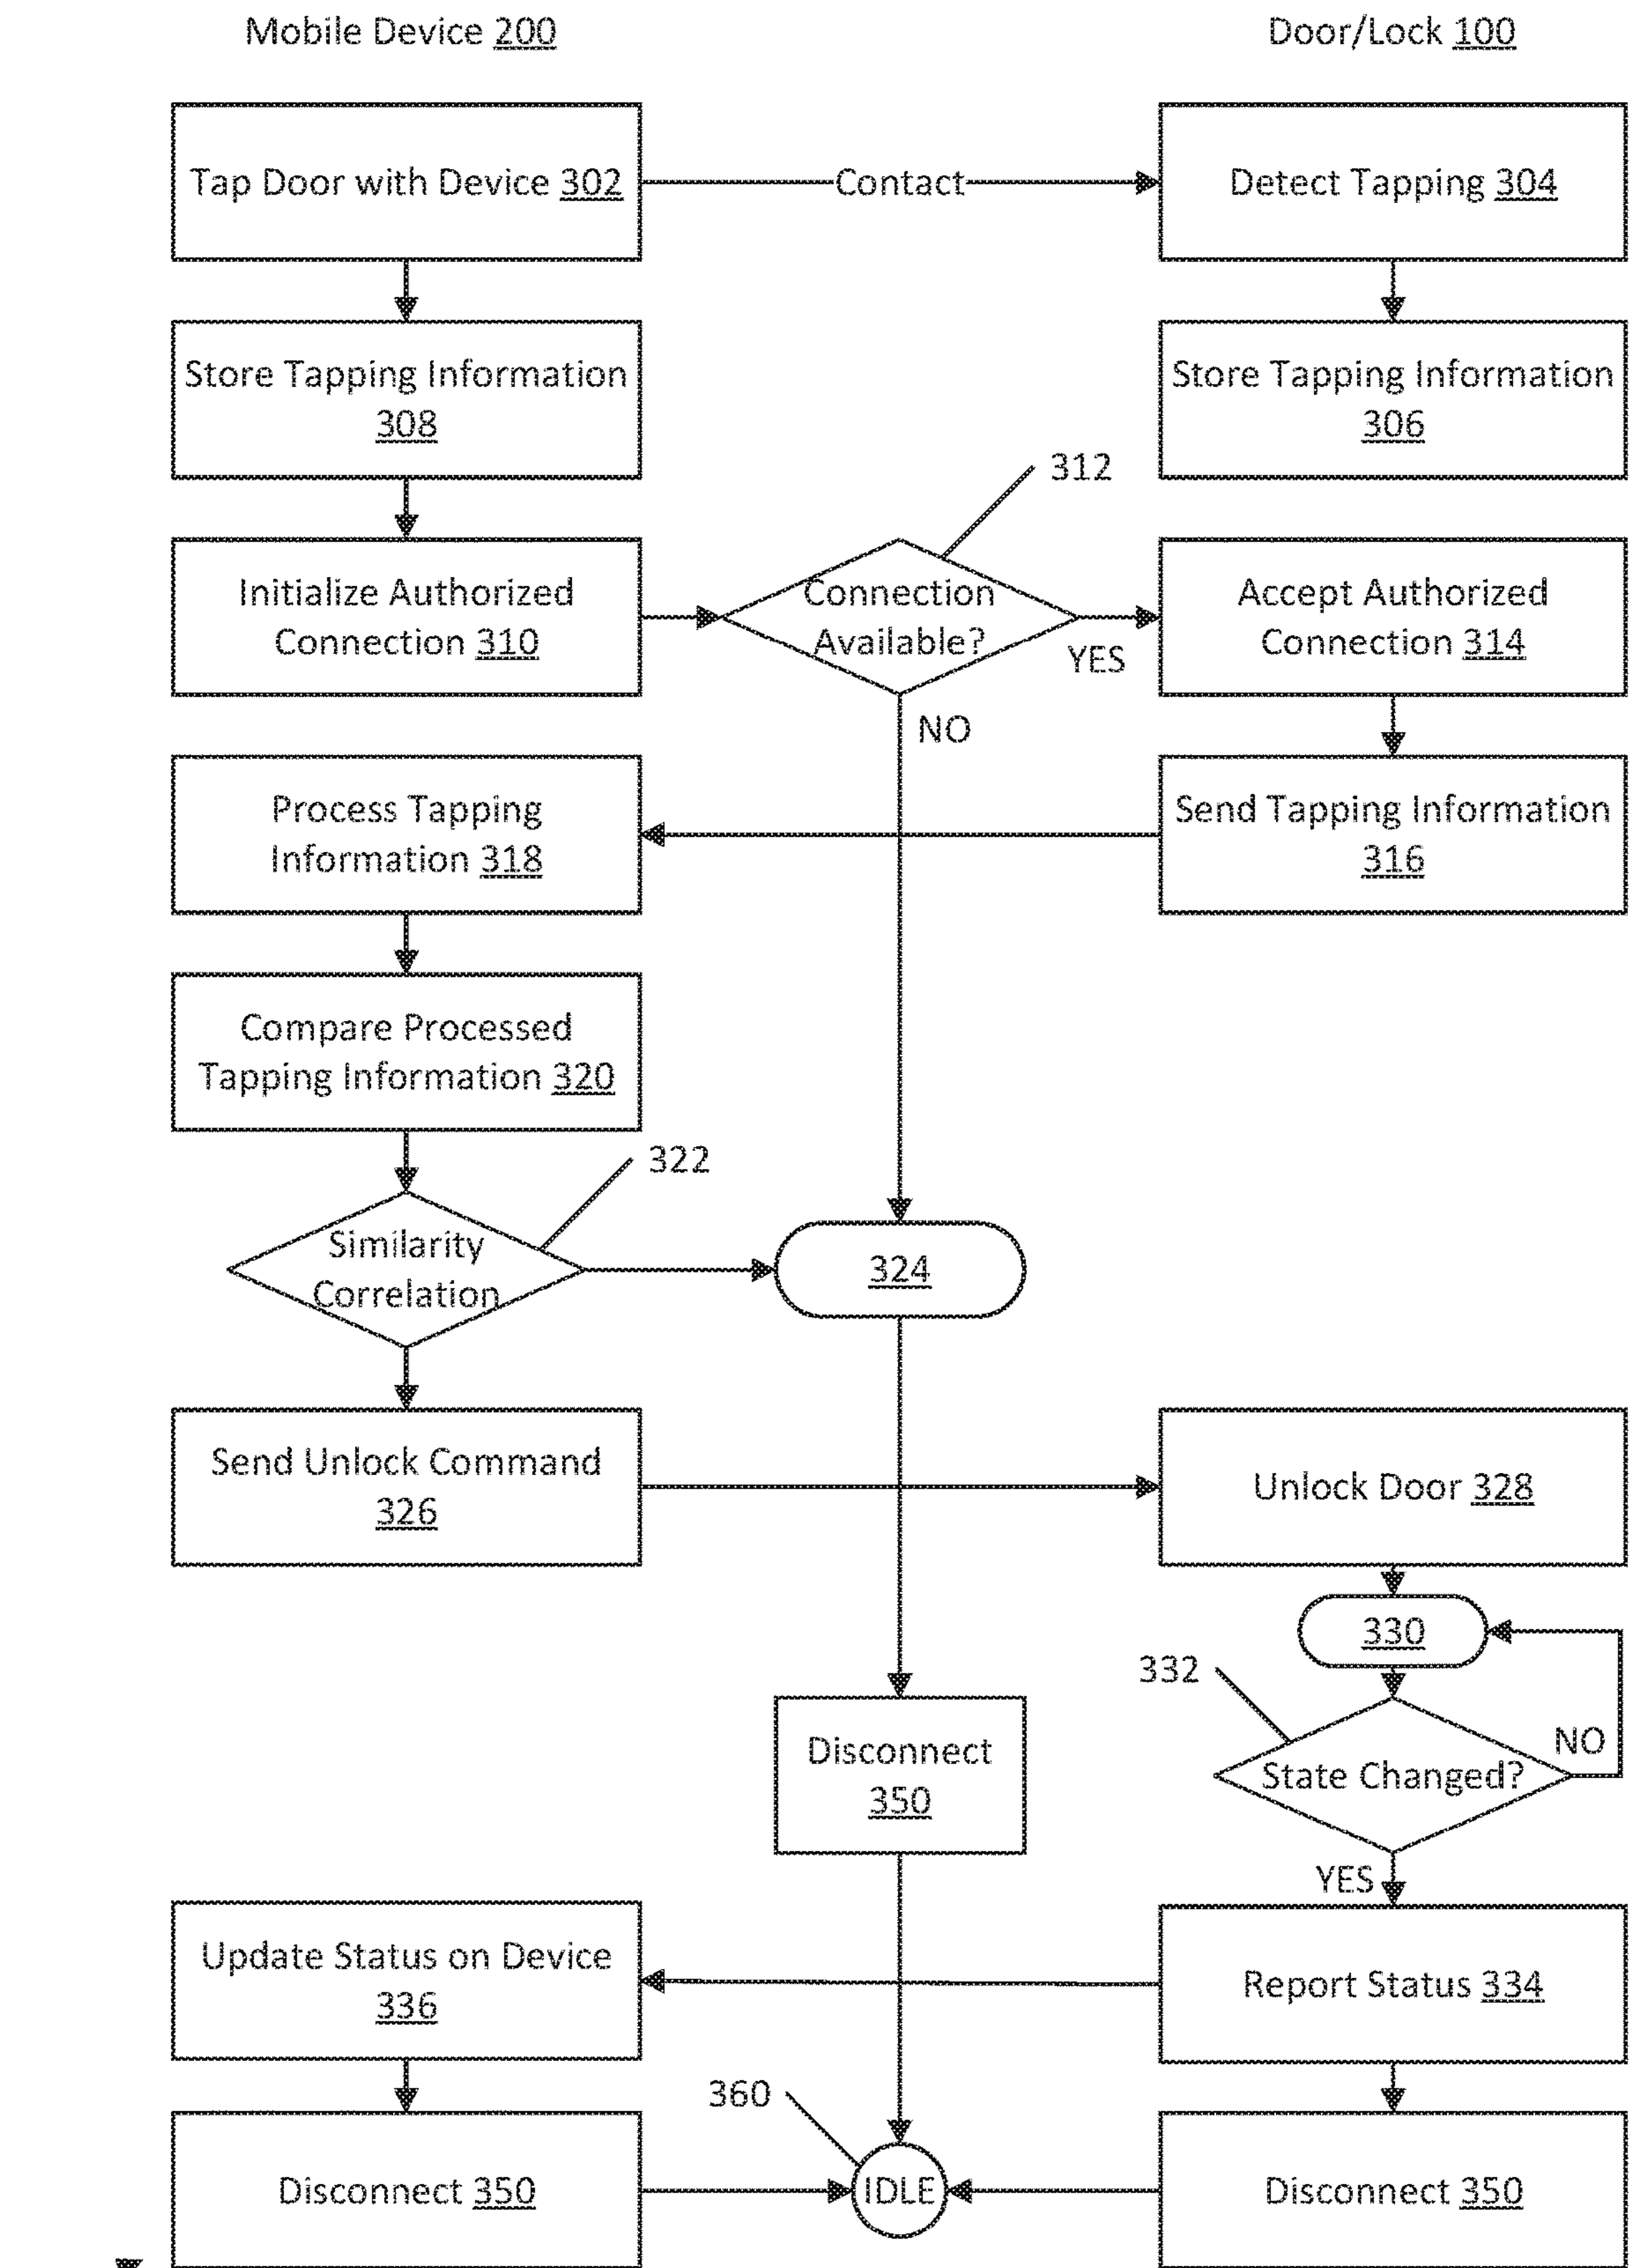 Mobile Device 200
Door/Lock 100
Tap Door with Device 302
Contact
Detect Tapping 304
Store Tapping Information
308
Store Tapping Information
306
312
Initialize Authorized
Connection 310
Connection
Available?
YES
NO
Accept Authorized
Connection 314
Process Tapping
Information 318
Send Tapping Information
316
Compare Processed
Tapping Information 320
322
Similarity
Correlation
324
Send Unlock Command
326
Unlock Door 328
330
332
State Changed?
NO
YES
Disconnect
350
Update Status on Device
336
Report Status 334
360
Disconnect 350
IDLE
Disconnect 350